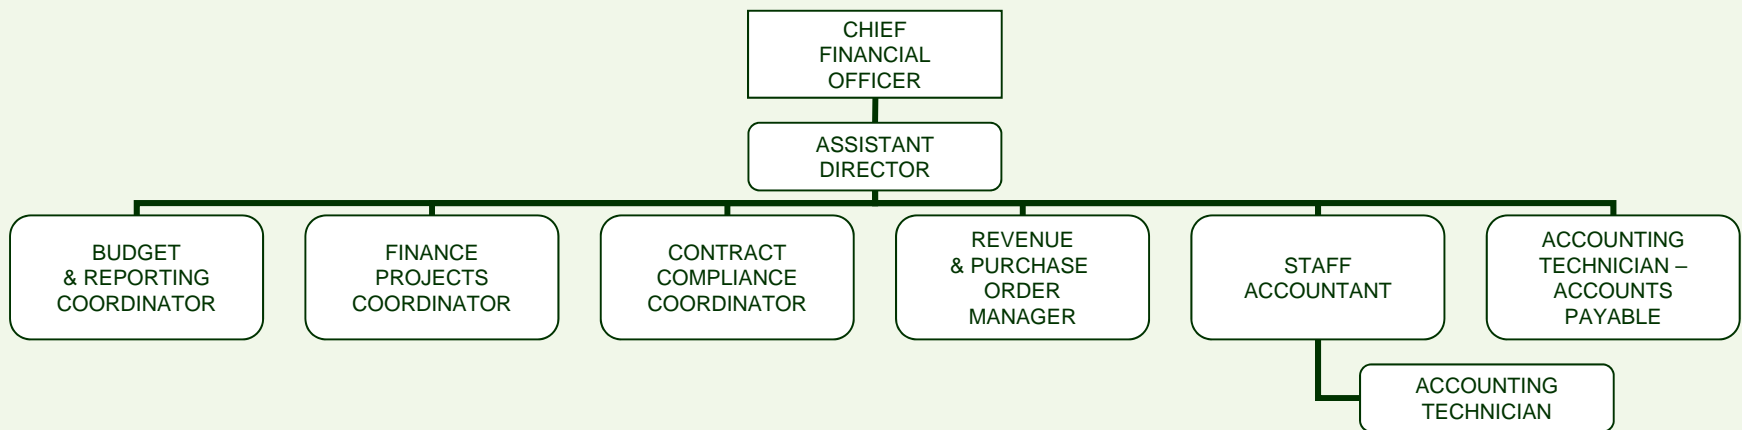 CHIEF
FINANCIAL
OFFICER
ASSISTANT
DIRECTOR
BUDGET
& REPORTING
COORDINATOR
FINANCE
PROJECTS
COORDINATOR
CONTRACT
COMPLIANCE
COORDINATOR
REVENUE
& PURCHASE
ORDER
MANAGER
STAFF
ACCOUNTANT
ACCOUNTING
TECHNICIAN –
ACCOUNTS
PAYABLE
ACCOUNTING
TECHNICIAN